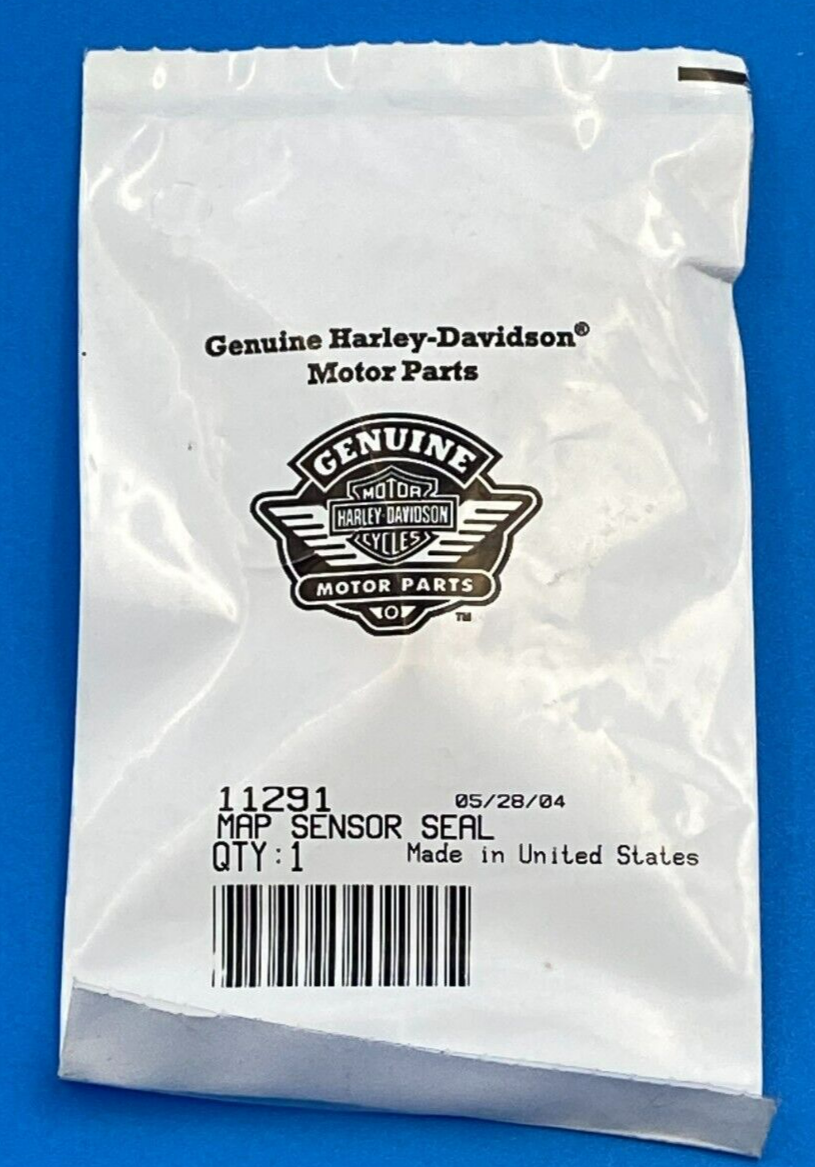 Genuine Harley-Davidson®
Motor Parts
GENUINE
MOTOR
HARLEY-DAVIDSON
CYCLES
MOTOR PARTS
TM
11291 05/28/04
MAP SENSOR SEAL
QTY:1 Made in United States